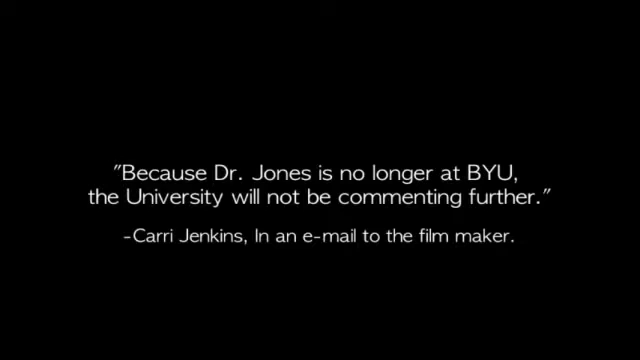 "Because Dr. Jones is no longer at BYU,
the University will not be commenting further."
-Carri Jenkins, In an e-mail to the film maker.